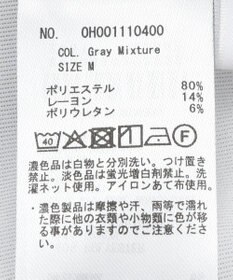 NO. OH001110400
COL. Gray Mixture
SIZE M
ポリエステル 80%
レーヨン 14%
ポリウレタン 6%
40
F
濃色品は白物と分別洗い。つけ置き
禁止。淡色は蛍光増白剤禁止。洗
濯ネット使用。アイロンあて布使用。
・濃色製品は摩擦や汗、雨等で濡れ
た際に他の衣類や小物類に色が移
る事がありますのでご注意くださ
い。